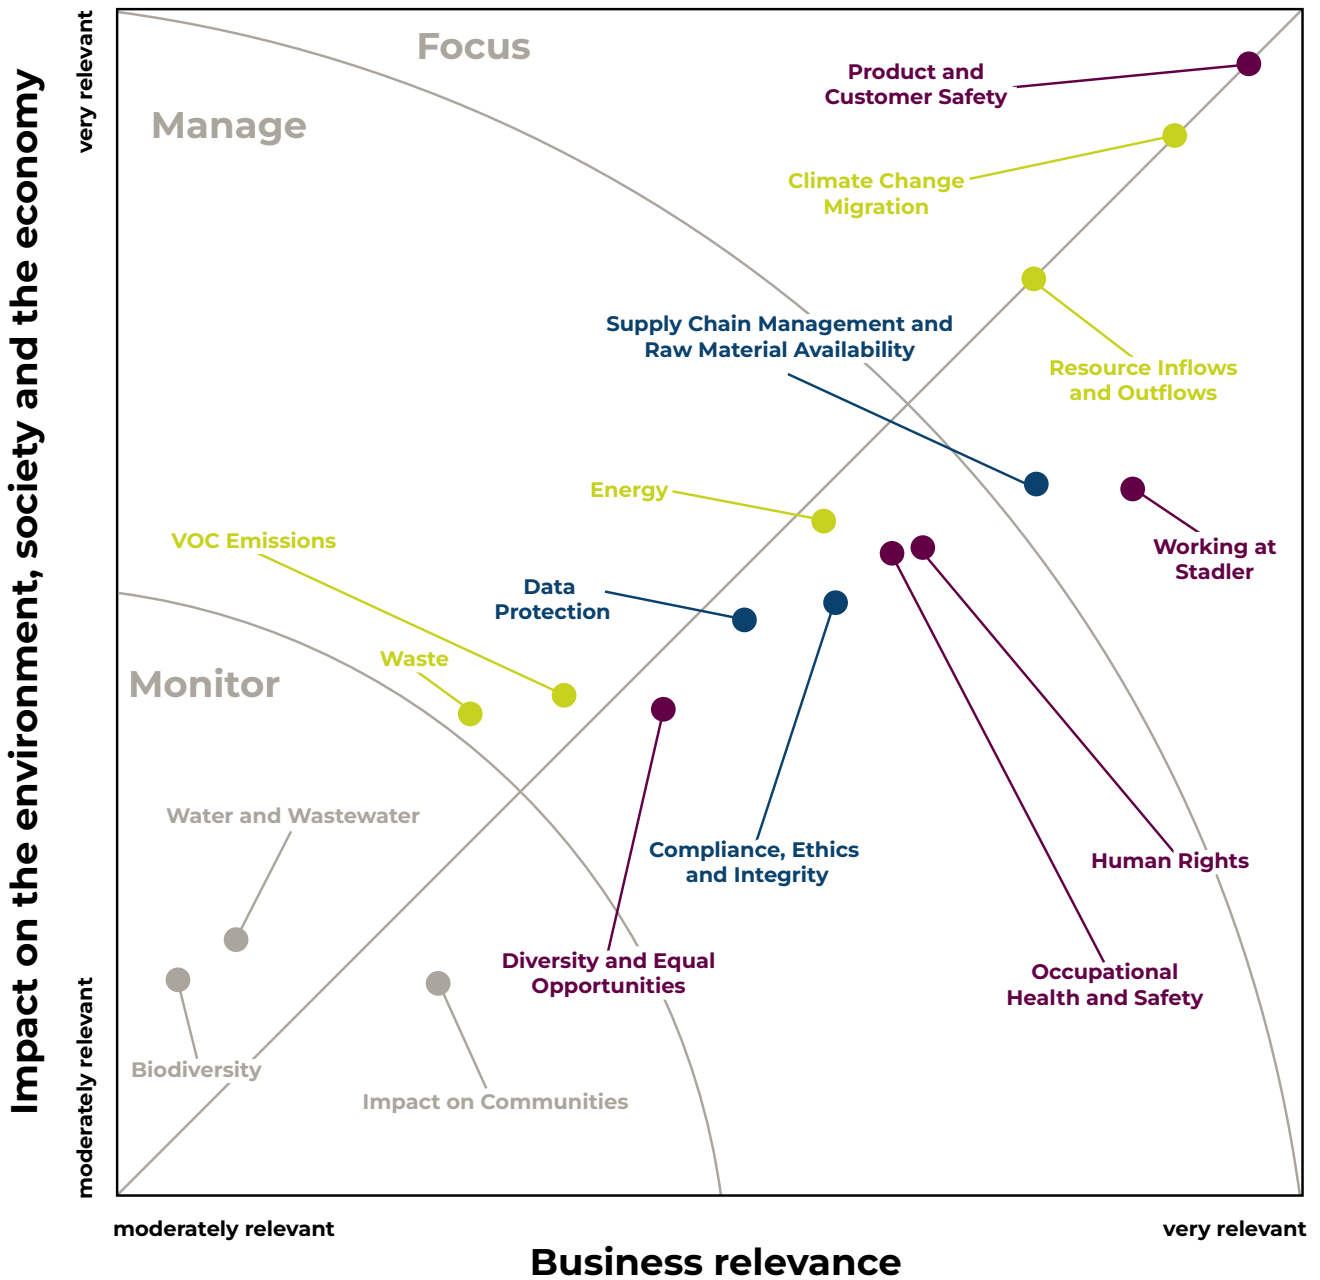 Impact on the environment, society and the economy
very relevant
moderately relevant
Focus
Manage
Product and
Customer Safety
Climate Change
Migration
Supply Chain Management and
Raw Material Availability
Resource Inflows
and Outflows
Energy
VOC Emissions
Working at
Stadler
Data
Protection
Waste
Monitor
Water and Wastewater
Compliance, Ethics
and Integrity
Human Rights
Diversity and Equal
Opportunities
Occupational
Health and Safety
Biodiversity
Impact on Communities
moderately relevant
very relevant
Business relevance